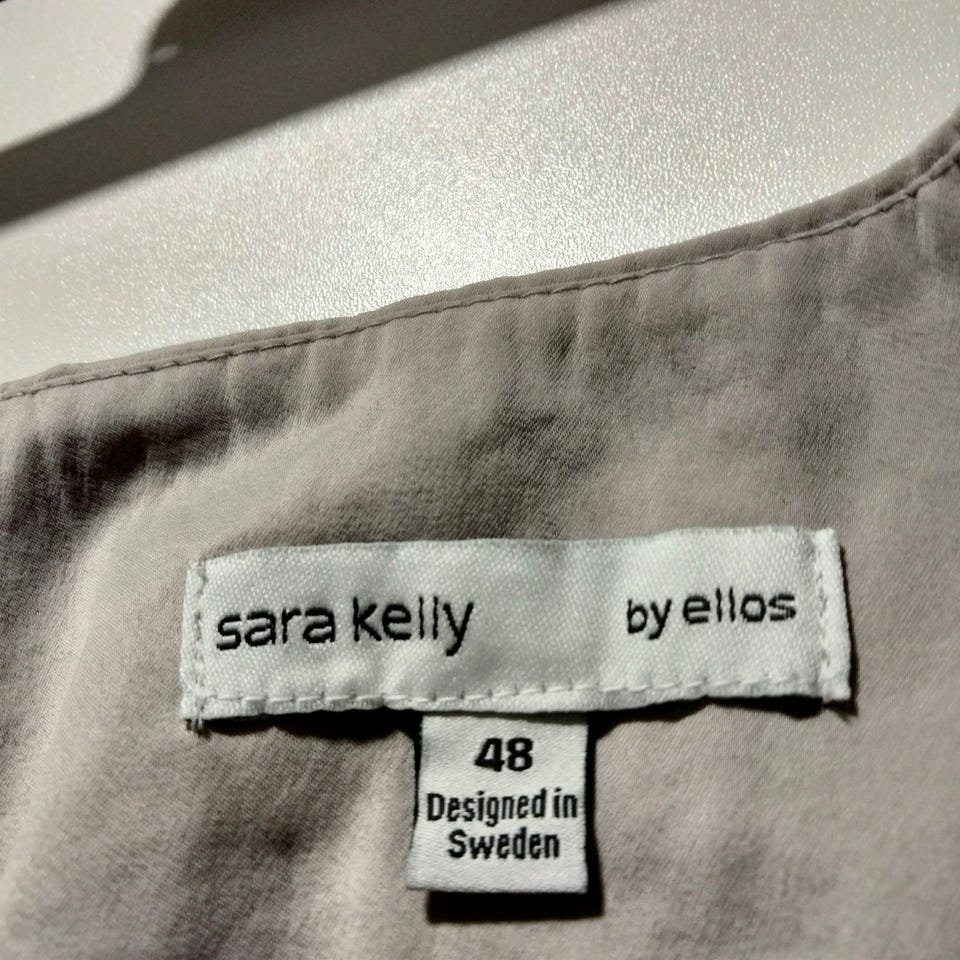 sara kelly by ellos
48
Designed in
Sweden